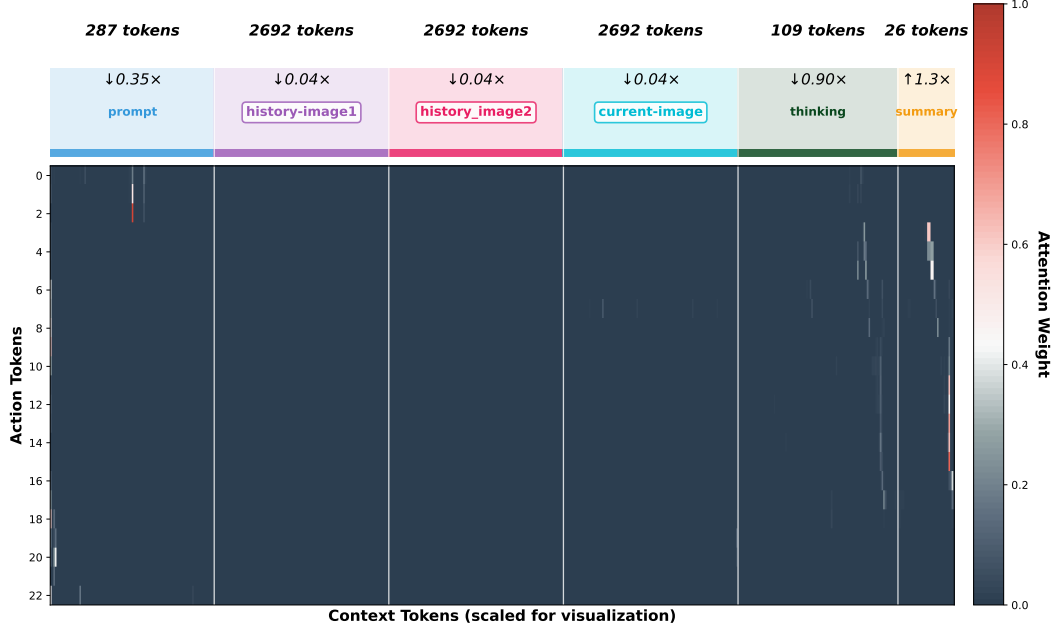 287 tokens
2692 tokens
2692 tokens
2692 tokens
109 tokens
26 tokens
↓0.35×
↓0.04×
↓0.04×
↓0.04×
↓0.90×
↑1.3×
prompt
history-image1
history_image2
current-image
thinking
summary
0
2
4
6
8
10
12
14
16
18
20
22
Action Tokens
Context Tokens (scaled for visualization)
1.0
0.8
0.6
0.4
0.2
0.0
Attention Weight